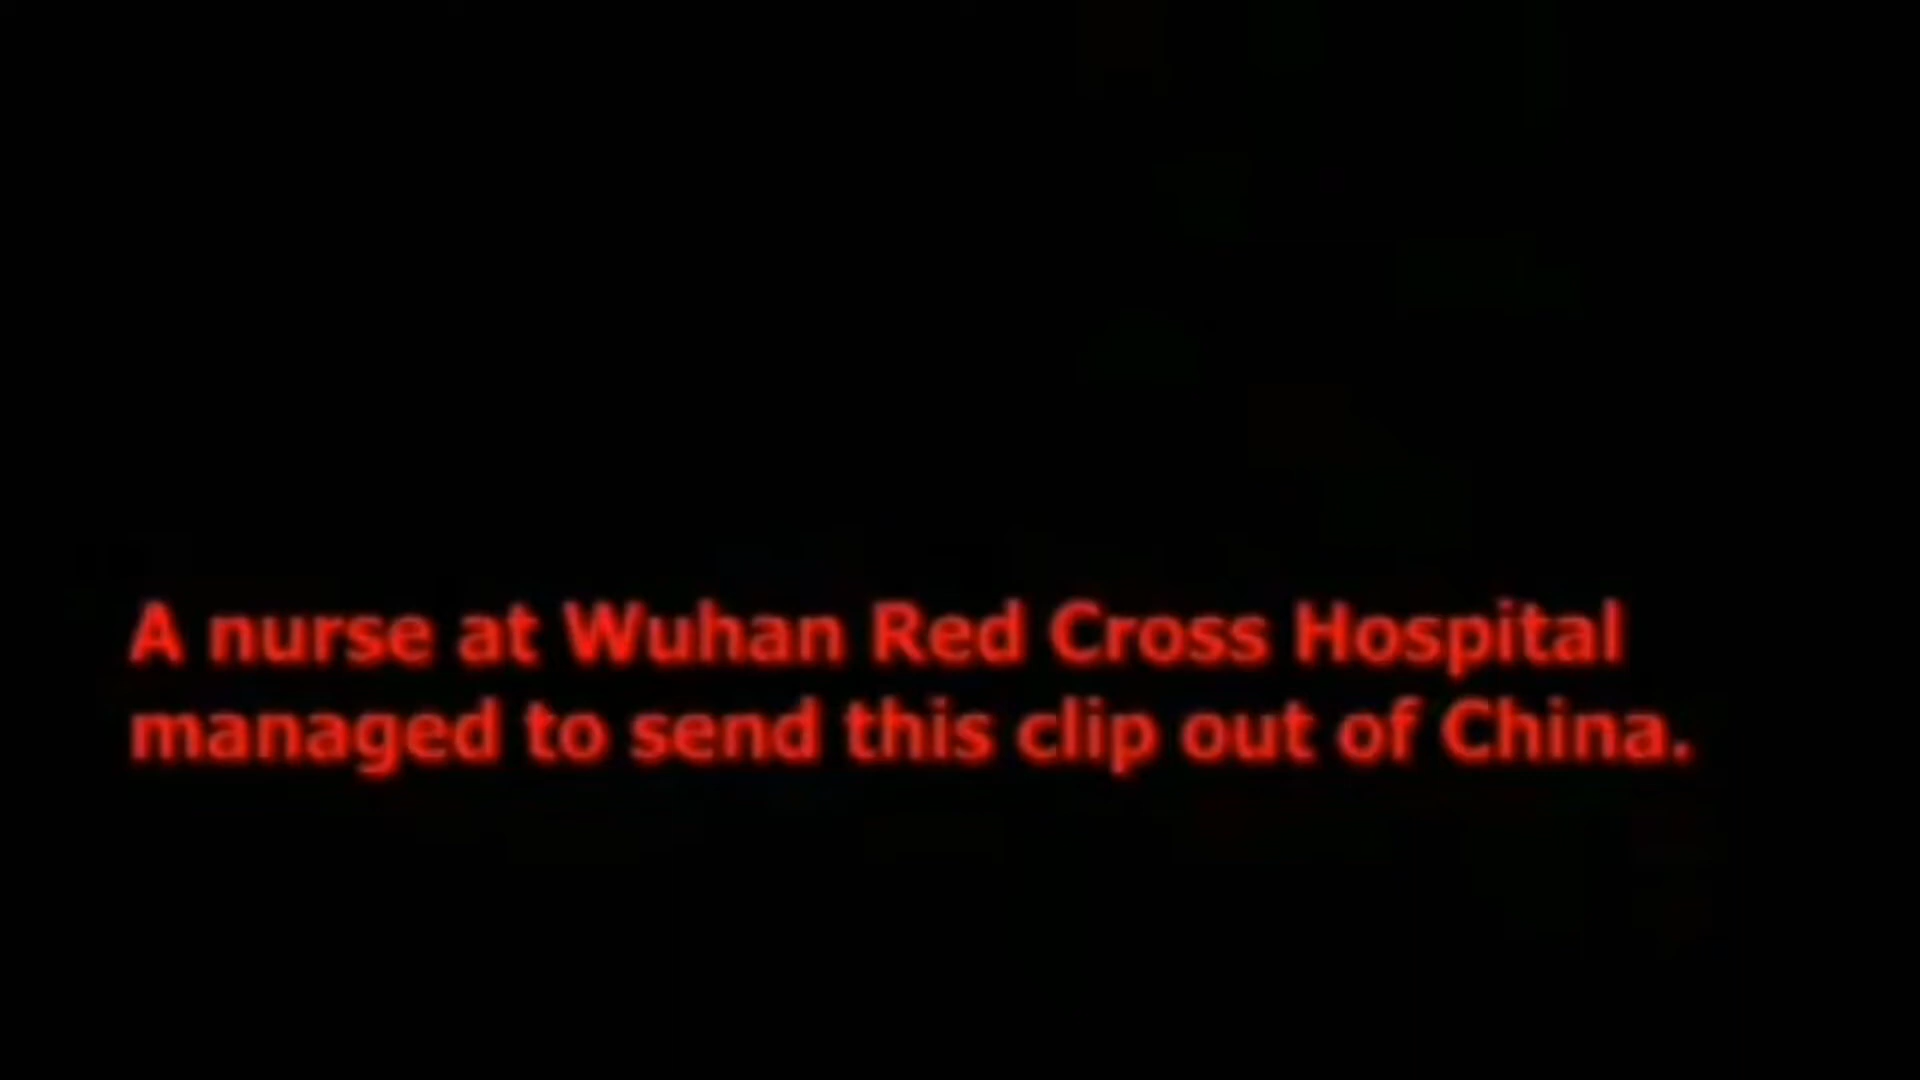 A nurse at Wuhan Red Cross Hospital
managed to send this clip out of China.